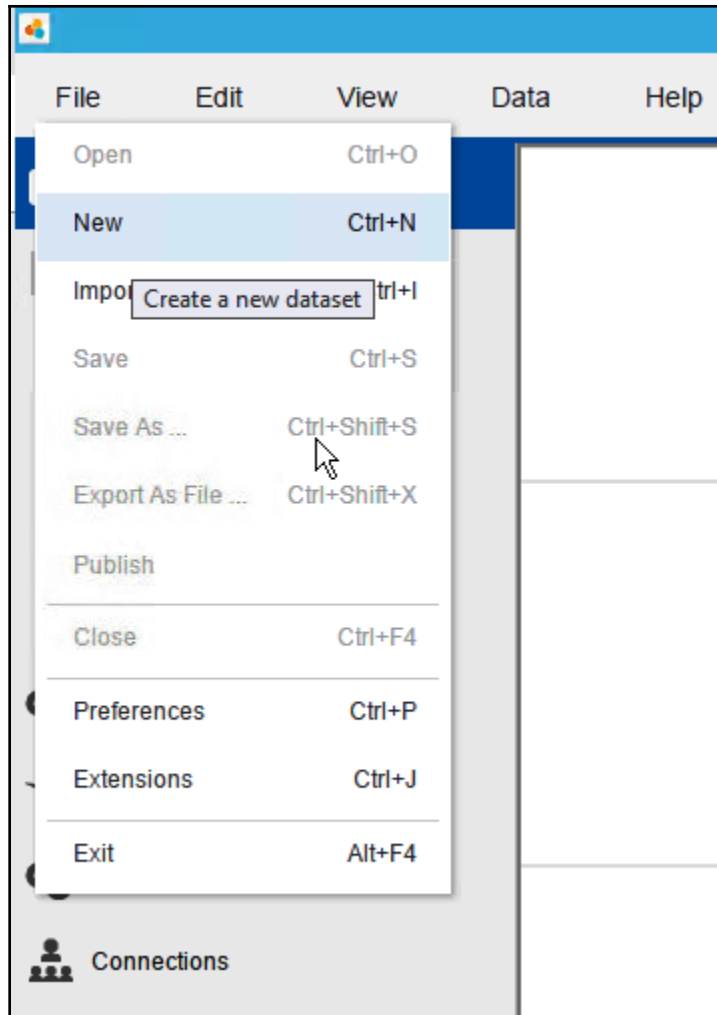 File Edit View Data Help
Open Ctrl+O
New Ctrl+N
Create a new dataset
Save Ctrl+S
Save As ... Ctrl+Shift+S
Export As File ... Ctrl+Shift+X
Publish
Close Ctrl+F4
Preferences Ctrl+P
Extensions Ctrl+J
Exit Alt+F4
Connections